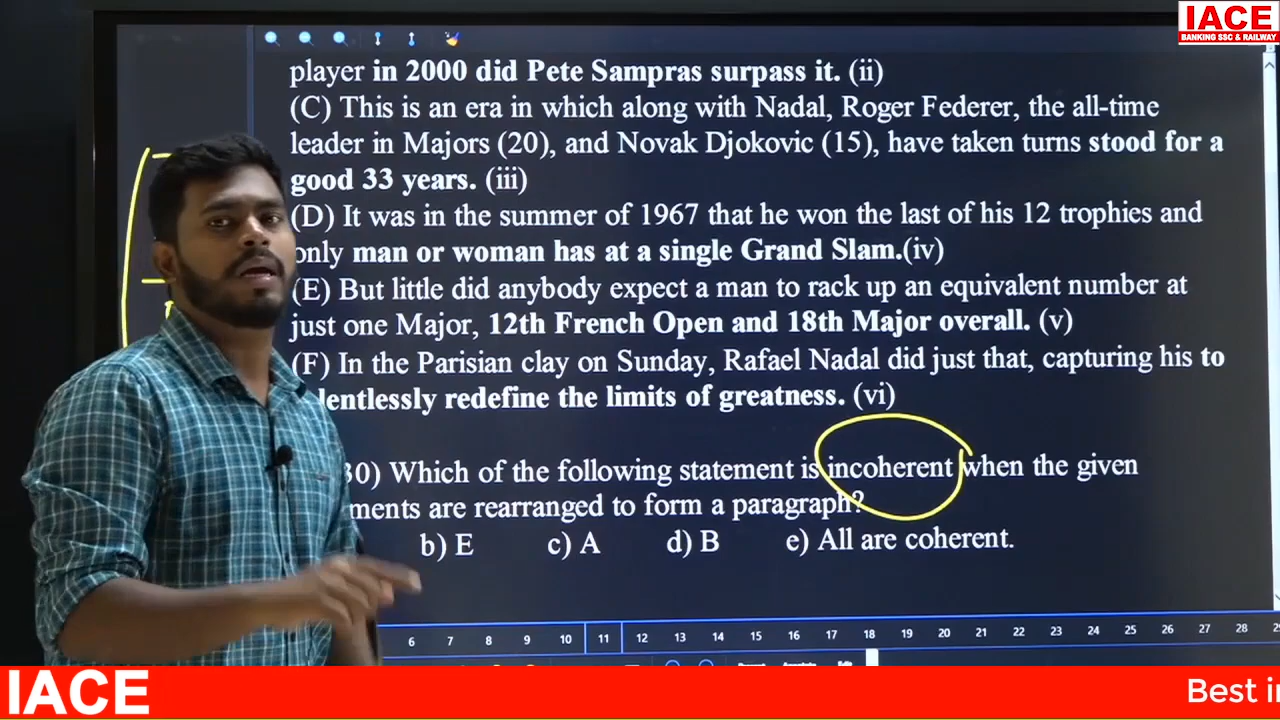 IACE
BANKING SSC & RAILWAY
player in 2000 did Pete Sampras surpass it. (ii)
(C) This is an era in which along with Nadal, Roger Federer, the all-time
leader in Majors (20), and Novak Djokovic (15), have taken turns stood for a
good 33 years. (iii)
(D) It was in the summer of 1967 that he won the last of his 12 trophies and
only man or woman has at a single Grand Slam.(iv)
(E) But little did anybody expect a man to rack up an equivalent number at
just one Major, 12th French Open and 18th Major overall. (v)
(F) In the Parisian clay on Sunday, Rafael Nadal did just that, capturing his to
lentlessly redefine the limits of greatness. (vi)
30) Which of the following statement is incoherent when the given
ments are rearranged to form a paragraph?
b) E c) A d) B e) All are coherent.
6 7 8 9 10 11 12 13 14 15 16 17 18 19 20 21 22 23 24 25 26 27 28
IACE
Best i